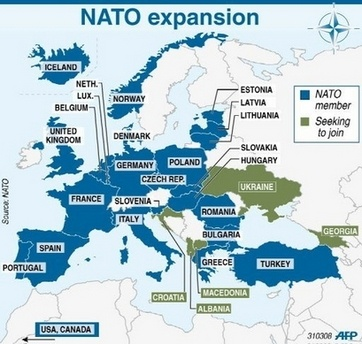 NATO expansion
ICELAND
NETH.
LUX.
BELGIUM
NORWAY
ESTONIA
LATVIA
LITHUANIA
NATO
member
Seeking
to join
UNITED
KINGDOM
DENMARK
GERMANY
POLAND
CZECH REP.
SLOVAKIA
HUNGARY
UKRAINE
FRANCE
SLOVENIA
ITALY
ROMANIA
BULGARIA
GEORGIA
SPAIN
PORTUGAL
GREECE
TURKEY
CROATIA
MACEDONIA
ALBANIA
USA, CANADA
Source: NATO
310308 AFP